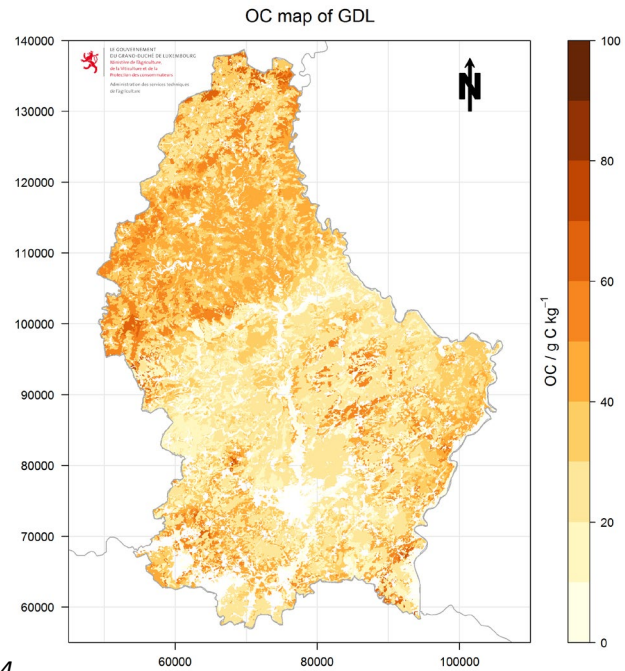 OC map of GDL
LE GOUVERNEMENT
DU GRAND-DUCHÉ DE LUXEMBOURG
Ministère de l'Agriculture,
de la Viticulture et de la
Protection des consommateurs
Administration des services techniques
de l'agriculture
N
140000
130000
120000
110000
100000
90000
80000
70000
60000
60000
80000
100000
100
80
60
40
20
0
OC / g C kg⁻¹
4